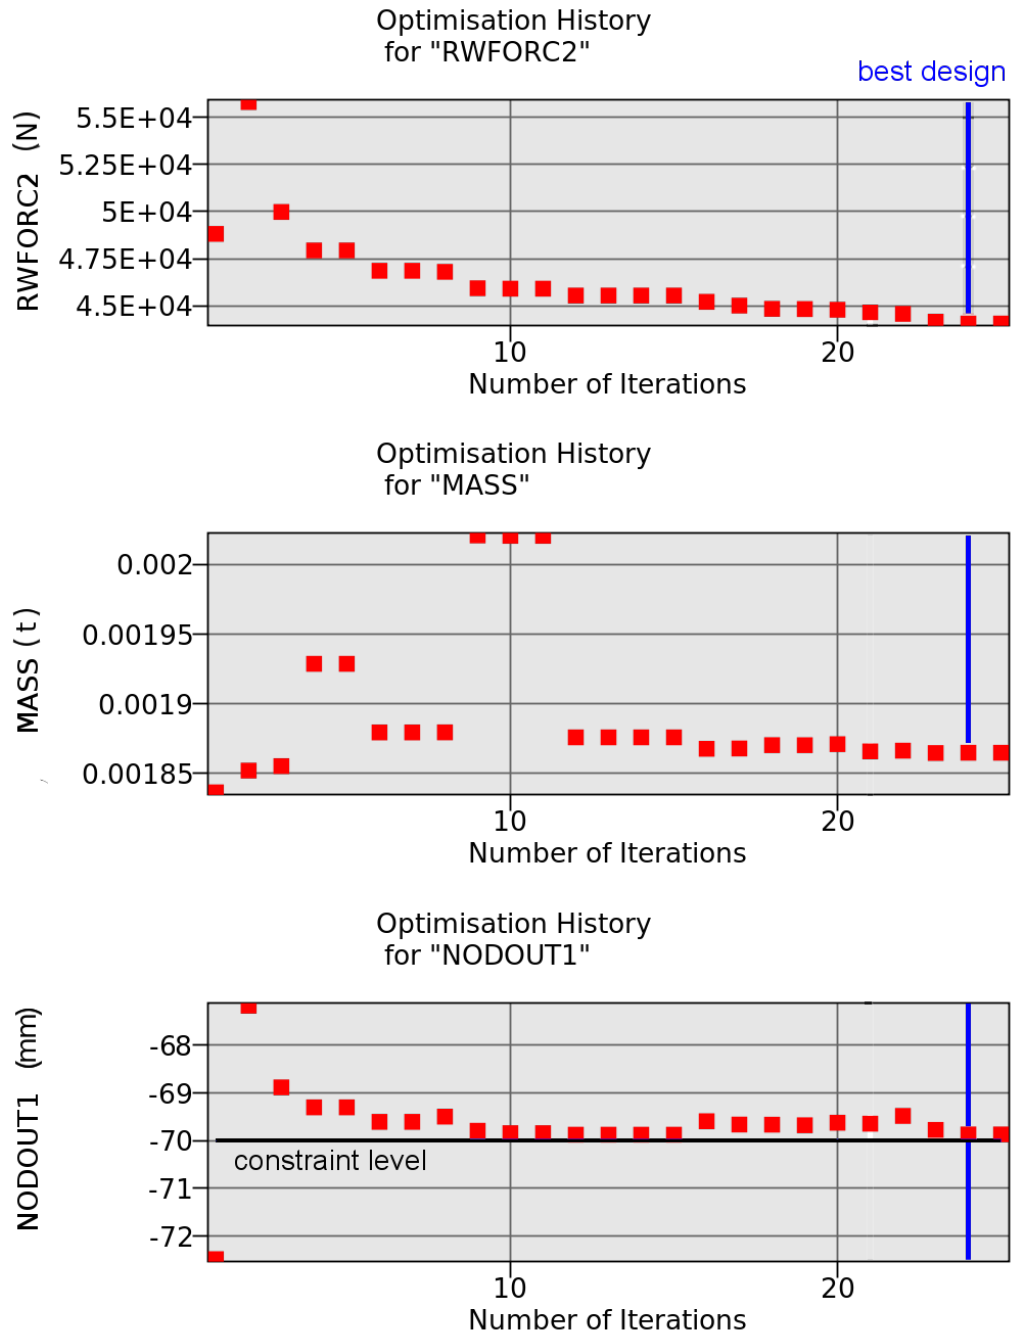 Optimisation History
for "RWFORC2"
best design
RWFORC2 (N)
5.5E+04
5.25E+04
5E+04
4.75E+04
4.5E+04
10
20
Number of Iterations
Optimisation History
for "MASS"
MASS (t)
0.002
0.00195
0.0019
0.00185
10
20
Number of Iterations
Optimisation History
for "NODOUT1"
NODOUT1 (mm)
-68
-69
-70
-71
-72
constraint level
10
20
Number of Iterations